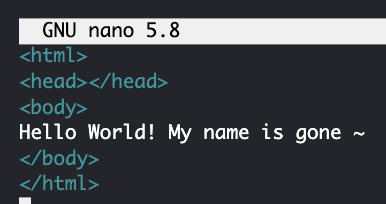 GNU nano 5.8
<html>
<head></head>
<body>
Hello World! My name is gone ~
</body>
</html>